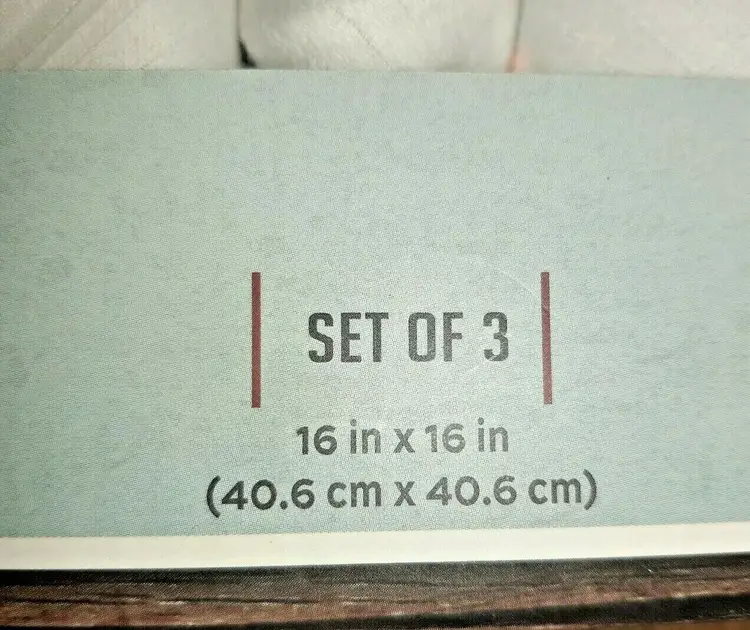 SET OF 3
16 in x 16 in
(40.6 cm x 40.6 cm)